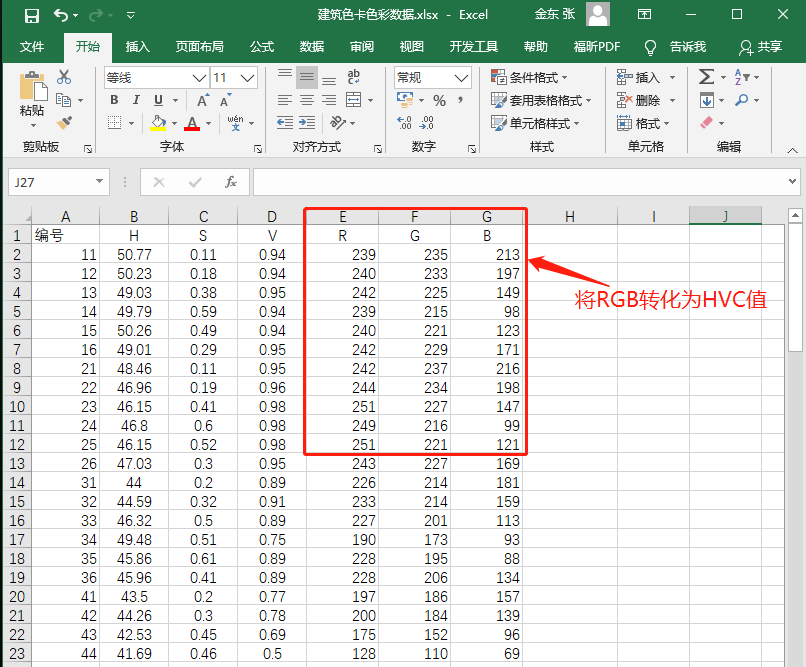 建筑色卡色彩数据.xlsx - Excel 金东 张
文件 开始 插入 页面布局 公式 数据 审阅 视图 开发工具 帮助 福昕PDF 告诉我 共享
粘贴 等线 11 ab c 常规 条件格式 插入 Σ A Z
B I U A A % , 套用表格格式 删除
A wén 文 .00 .00 单元格样式 格式
剪贴板 字体 对齐方式 数字 样式 单元格 编辑
J27 fx
A B C D E F G H I J
1 编号 H S V R G B
2 11 50.77 0.11 0.94 239 235 213
3 12 50.23 0.18 0.94 240 233 197
4 13 49.03 0.38 0.95 242 225 149
将RGB转化为HVC值
5 14 49.79 0.59 0.94 239 215 98
6 15 50.26 0.49 0.94 240 221 123
7 16 49.01 0.29 0.95 242 229 171
8 21 48.46 0.11 0.95 242 237 216
9 22 46.96 0.19 0.96 244 234 198
10 23 46.15 0.41 0.98 251 227 147
11 24 46.8 0.6 0.98 249 216 99
12 25 46.15 0.52 0.98 251 221 121
13 26 47.03 0.3 0.95 243 227 169
14 31 44 0.2 0.89 226 214 181
15 32 44.59 0.32 0.91 233 214 159
16 33 46.32 0.5 0.89 227 201 113
17 34 49.48 0.51 0.75 190 173 93
18 35 45.86 0.61 0.89 228 195 88
19 36 45.96 0.41 0.89 228 206 134
20 41 43.5 0.2 0.77 197 186 157
21 42 44.26 0.3 0.78 200 184 139
22 43 42.53 0.45 0.69 175 152 96
23 44 41.69 0.46 0.5 128 110 69